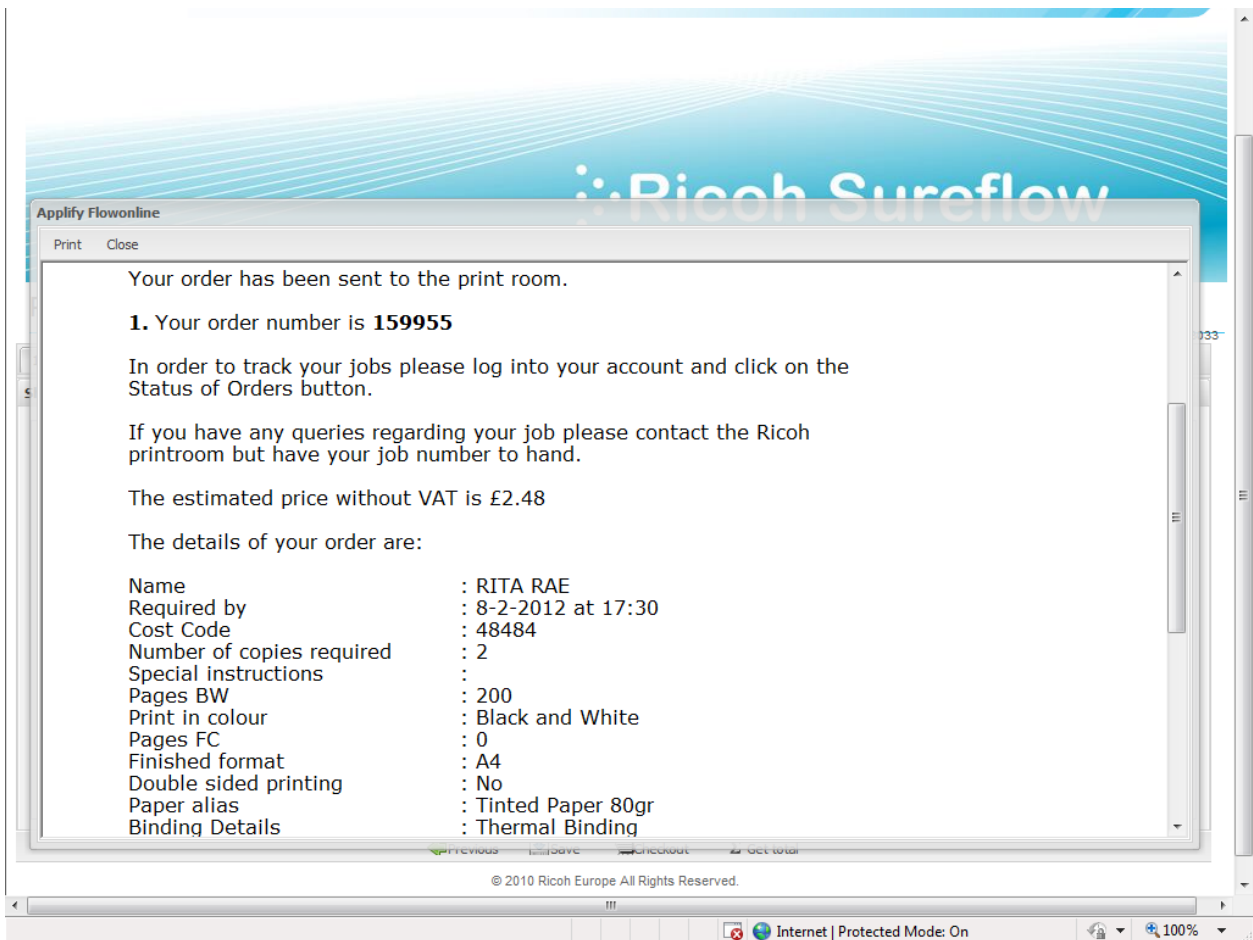 Ricoh Sureflow
Applify Flowonline
Print Close
Your order has been sent to the print room.
1. Your order number is 159955
In order to track your jobs please log into your account and click on the
Status of Orders button.
If you have any queries regarding your job please contact the Ricoh
printroom but have your job number to hand.
The estimated price without VAT is £2.48
The details of your order are:
Name : RITA RAE
Required by : 8-2-2012 at 17:30
Cost Code : 48484
Number of copies required : 2
Special instructions :
Pages BW : 200
Print in colour : Black and White
Pages FC : 0
Finished format : A4
Double sided printing : No
Paper alias : Tinted Paper 80gr
Binding Details : Thermal Binding
Previous Save Checkout Get total
© 2010 Ricoh Europe All Rights Reserved.
Internet | Protected Mode: On 100%